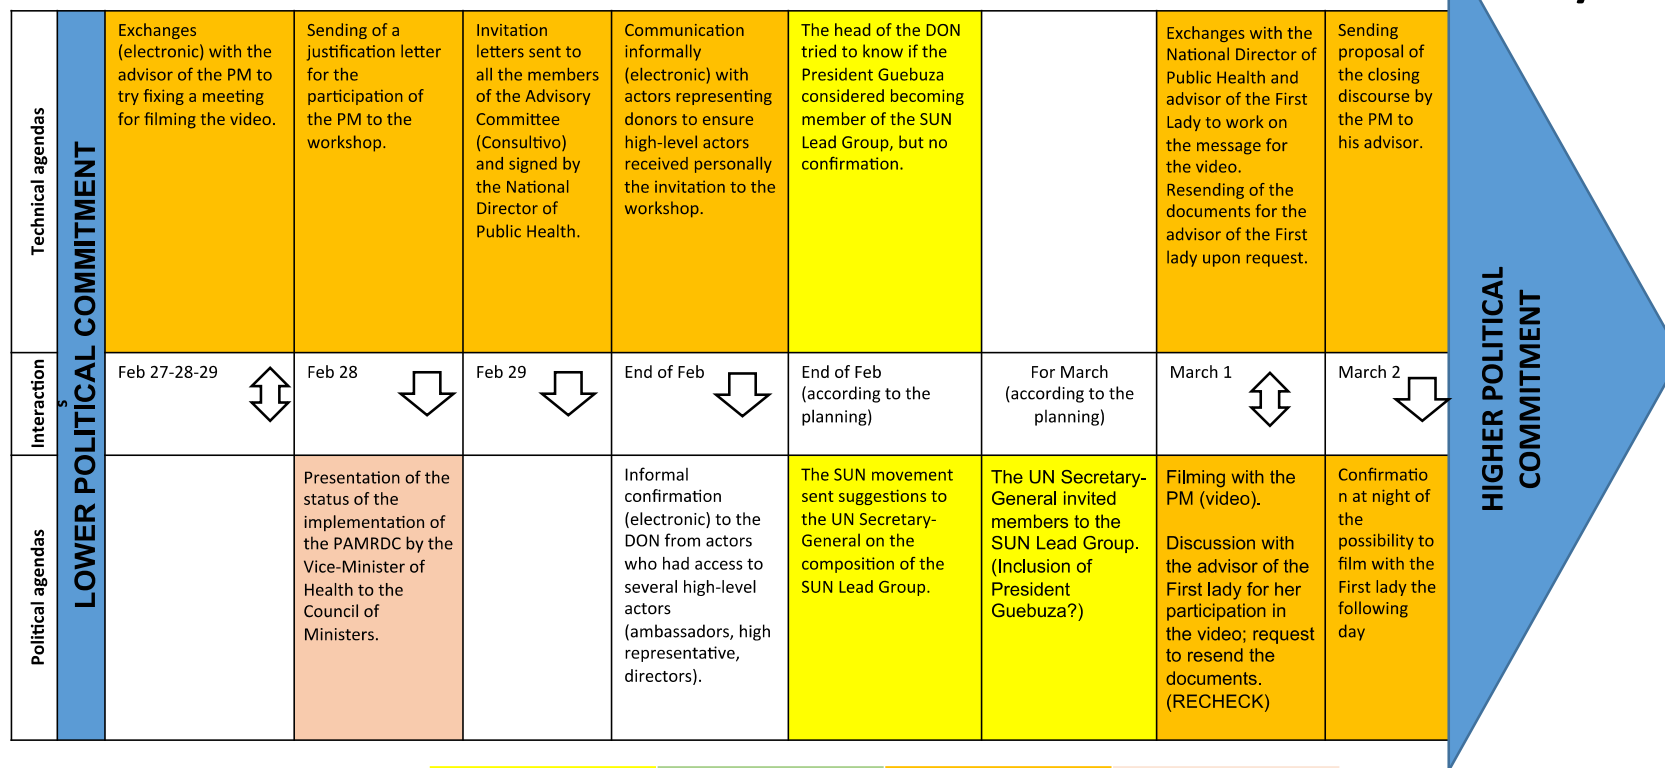 Technical agendas
LOWER POLITICAL COMMITMENT
Exchanges
(electronic) with the
advisor of the PM to
try fixing a meeting
for filming the video.
Sending of a
justification letter
for the
participation of
the PM to the
workshop.
Invitation
letters sent to
all the members
of the Advisory
Committee
(Consultivo)
and signed by
the National
Director of
Public Health.
Communication
informally
(electronic) with
actors representing
donors to ensure
high-level actors
received personally
the invitation to the
workshop.
The head of the DON
tried to know if the
President Guebuza
considered becoming
member of the SUN
Lead Group, but no
confirmation.
Exchanges with the
National Director of
Public Health and
advisor of the First
Lady to work on
the message for
the video.
Resending of the
documents for the
advisor of the First
lady upon request.
Sending
proposal of
the closing
discourse by
the PM to
his advisor.
HIGHER POLITICAL
COMMITMENT
Interaction
s
Feb 27-28-29
Feb 28
Feb 29
End of Feb
End of Feb
(according to the
planning)
For March
(according to the
planning)
March 1
March 2
Political agendas
Presentation of the
status of the
implementation of
the PAMRDC by the
Vice-Minister of
Health to the
Council of
Ministers.
Informal
confirmation
(electronic) to the
DON from actors
who had access to
several high-level
actors
(ambassadors, high
representative,
directors).
The SUN movement
sent suggestions to
the UN Secretary-
General on the
composition of the
SUN Lead Group.
The UN Secretary-
General invited
members to the
SUN Lead Group.
(Inclusion of
President
Guebuza?)
Filming with the
PM (video).
Discussion with
the advisor of the
First lady for her
participation in
the video; request
to resend the
documents.
(RECHECK)
Confirmatio
n at night of
the
possibility to
film with the
First lady the
following
day